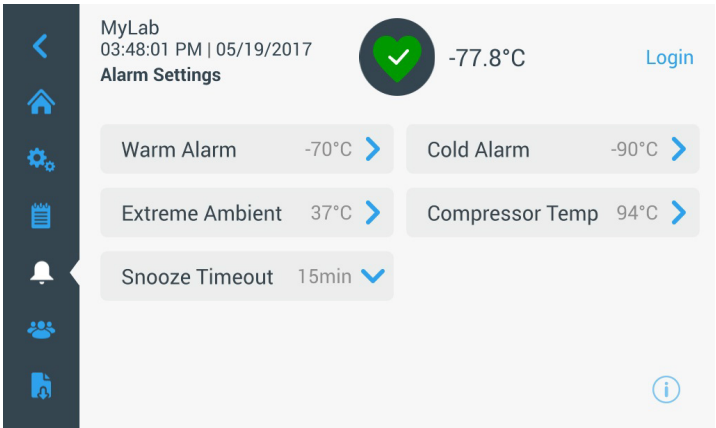 MyLab
03:48:01 PM | 05/19/2017
Alarm Settings
-77.8°C
Login
Warm Alarm -70°C
Cold Alarm -90°C
Extreme Ambient 37°C
Compressor Temp 94°C
Snooze Timeout 15min
i